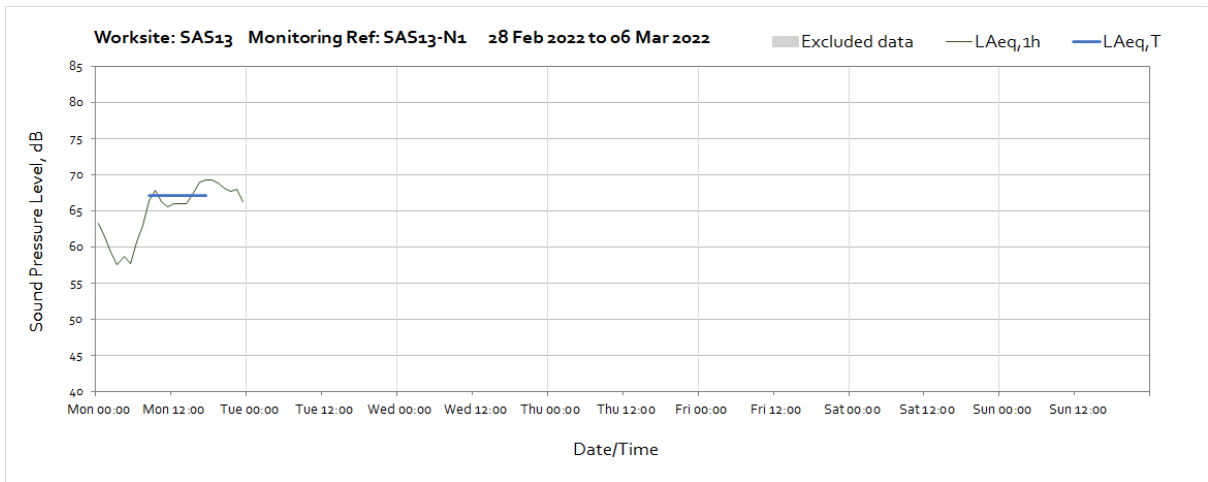 Worksite: SAS13 Monitoring Ref: SAS13-N1 28 Feb 2022 to 06 Mar 2022
Excluded data LAeq,1h LAeq,T
85
80
75
70
65
60
55
50
45
40
Sound Pressure Level, dB
Mon 00:00 Mon 12:00 Tue 00:00 Tue 12:00 Wed 00:00 Wed 12:00 Thu 00:00 Thu 12:00 Fri 00:00 Fri 12:00 Sat 00:00 Sat 12:00 Sun 00:00 Sun 12:00
Date/Time